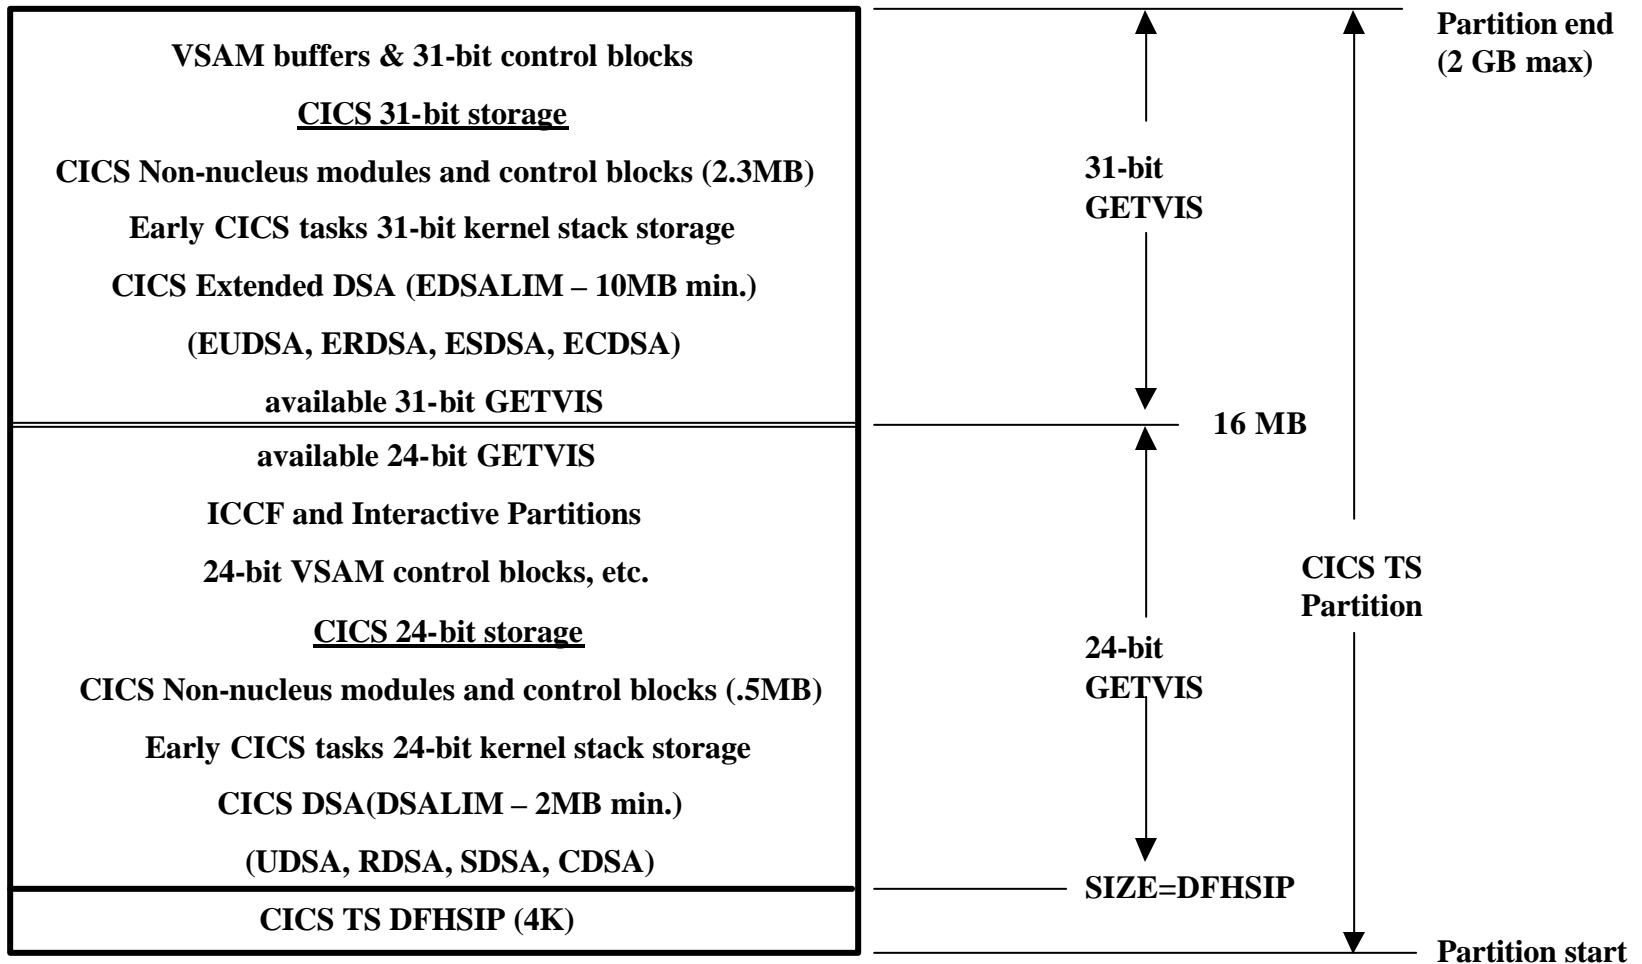 VSAM buffers & 31-bit control blocks
CICS 31-bit storage
CICS Non-nucleus modules and control blocks (2.3MB)
Early CICS tasks 31-bit kernel stack storage
CICS Extended DSA (EDSALIM – 10MB min.)
(EUDSA, ERDSA, ESDSA, ECDSA)
available 31-bit GETVIS
available 24-bit GETVIS
ICCF and Interactive Partitions
24-bit VSAM control blocks, etc.
CICS 24-bit storage
CICS Non-nucleus modules and control blocks (.5MB)
Early CICS tasks 24-bit kernel stack storage
CICS DSA(DSALIM – 2MB min.)
(UDSA, RDSA, SDSA, CDSA)
CICS TS DFHSIP (4K)
31-bit
GETVIS
16 MB
24-bit
GETVIS
SIZE=DFHSIP
CICS TS
Partition
Partition end
(2 GB max)
Partition start